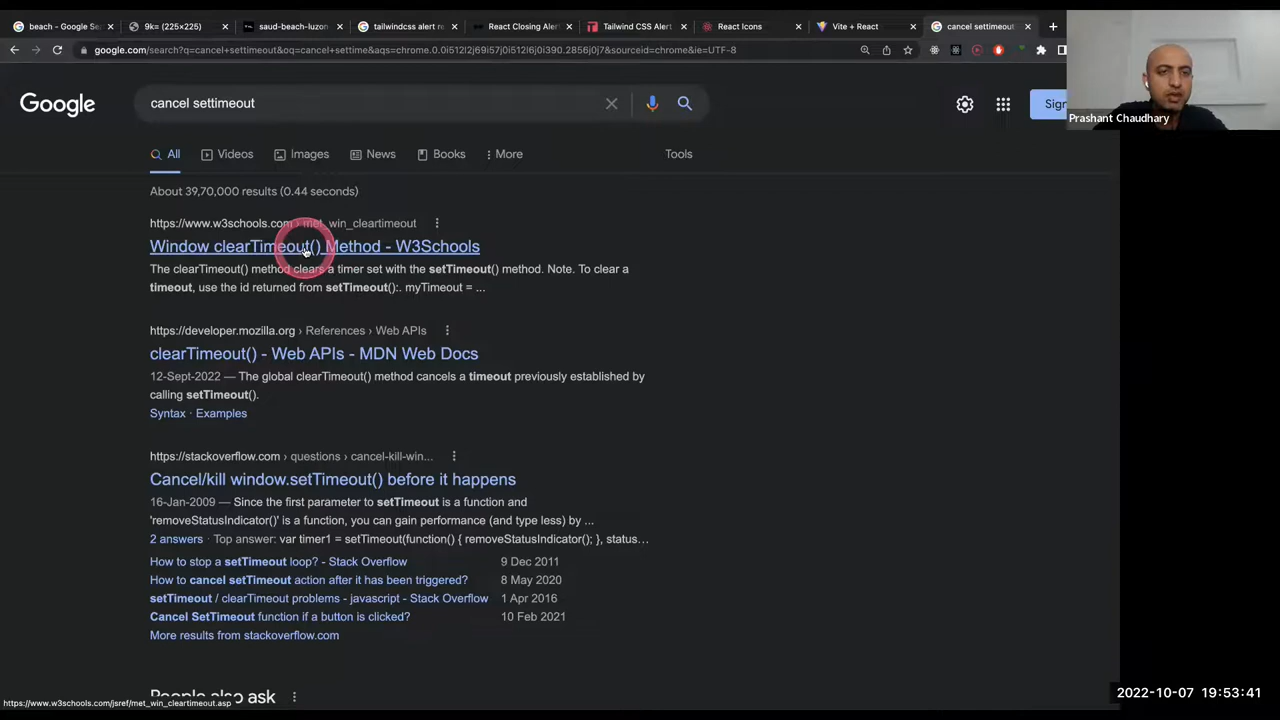 beach - Google Se
9k= (225×225)
saud-beach-luzon
tailwindcss alert re
React Closing Aler
Tailwind CSS Alert
React Icons
Vite + React
cancel settimeout
google.com/search?q=cancel+settimeout&oq=cancel+settime&aqs=chrome.0.0i512l2j69i57j0i512l4j0i390.2856j0j7&sourceid=chrome&ie=UTF-8
Prashant Chaudhary
Google
cancel settimeout
Sign
All
Videos
Images
News
Books
More
Tools
About 39,70,000 results (0.44 seconds)
https://www.w3schools.com › met_win_cleartimeout
Window clearTimeout() Method - W3Schools
The clearTimeout() method clears a timer set with the setTimeout() method. Note. To clear a
timeout, use the id returned from setTimeout():. myTimeout = ...
https://developer.mozilla.org › References › Web APIs
clearTimeout() - Web APIs - MDN Web Docs
12-Sept-2022 — The global clearTimeout() method cancels a timeout previously established by
calling setTimeout().
Syntax · Examples
https://stackoverflow.com › questions › cancel-kill-win...
Cancel/kill window.setTimeout() before it happens
16-Jan-2009 — Since the first parameter to setTimeout is a function and
'removeStatusIndicator()' is a function, you can gain performance (and type less) by ...
2 answers · Top answer: var timer1 = setTimeout(function() { removeStatusIndicator(); }, status...
How to stop a setTimeout loop? - Stack Overflow 9 Dec 2011
How to cancel setTimeout action after it has been triggered? 8 May 2020
setTimeout / clearTimeout problems - javascript - Stack Overflow 1 Apr 2016
Cancel SetTimeout function if a button is clicked? 10 Feb 2021
More results from stackoverflow.com
People also ask
https://www.w3schools.com/jsref/met_win_cleartimeout.asp
2022-10-07 19:53:41